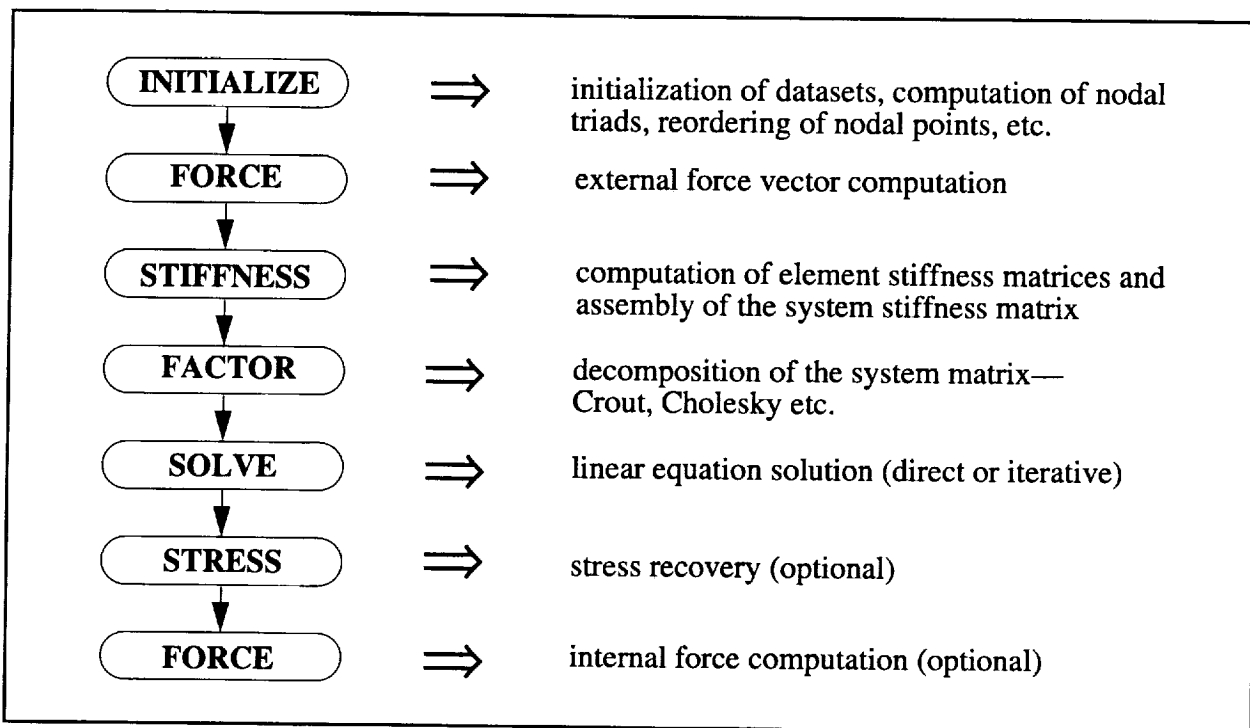 INITIALIZE
initialization of datasets, computation of nodal
triads, reordering of nodal points, etc.
FORCE
external force vector computation
STIFFNESS
computation of element stiffness matrices and
assembly of the system stiffness matrix
FACTOR
decomposition of the system matrix—
Crout, Cholesky etc.
SOLVE
linear equation solution (direct or iterative)
STRESS
stress recovery (optional)
FORCE
internal force computation (optional)